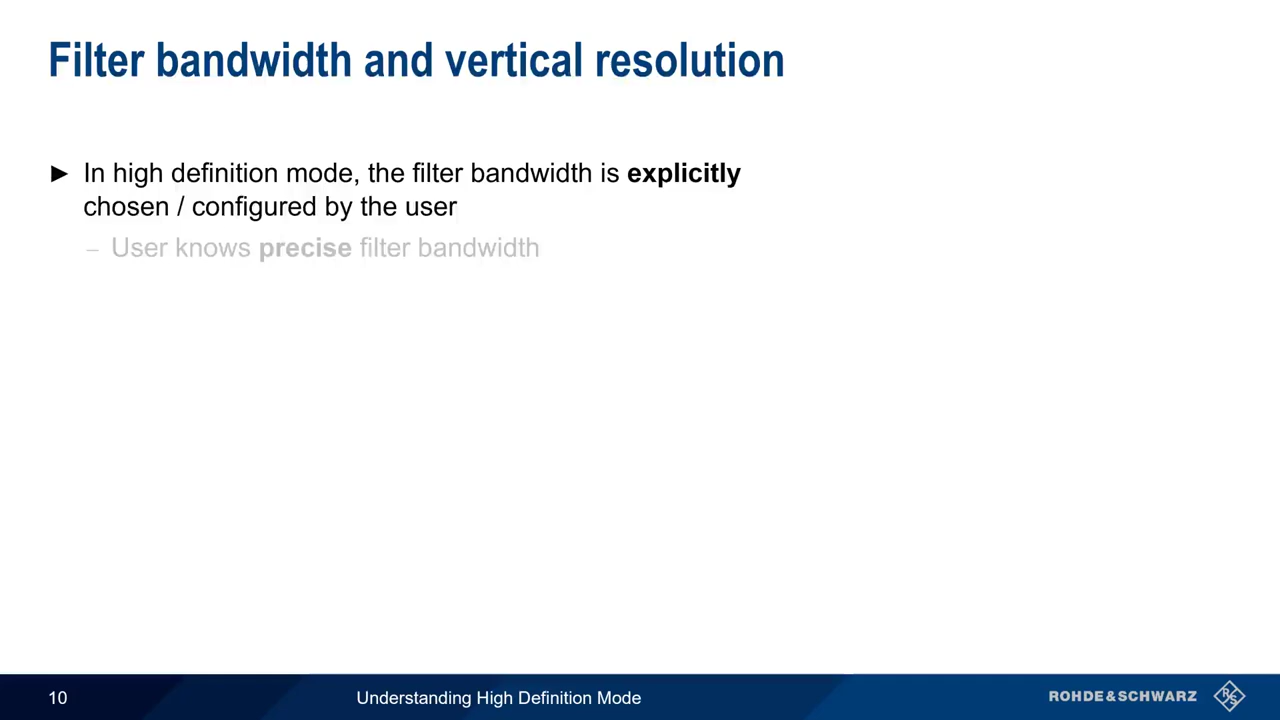 Filter bandwidth and vertical resolution
► In high definition mode, the filter bandwidth is explicitly
chosen / configured by the user
– User knows precise filter bandwidth
10
Understanding High Definition Mode
ROHDE&SCHWARZ
R S